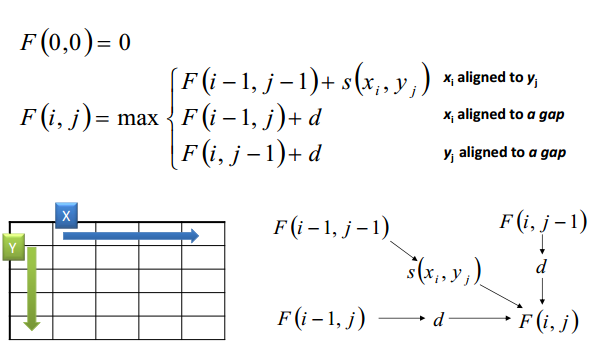 F(0,0)= 0
F(i, j)= max { F(i − 1, j − 1)+ s(xᵢ, yⱼ) xᵢ aligned to yⱼ
F(i − 1, j)+ d xᵢ aligned to a gap
F(i, j − 1)+ d yⱼ aligned to a gap
X
Y
F(i − 1, j − 1) F(i, j − 1)
s(xᵢ, yⱼ) d
F(i − 1, j) d F(i, j)